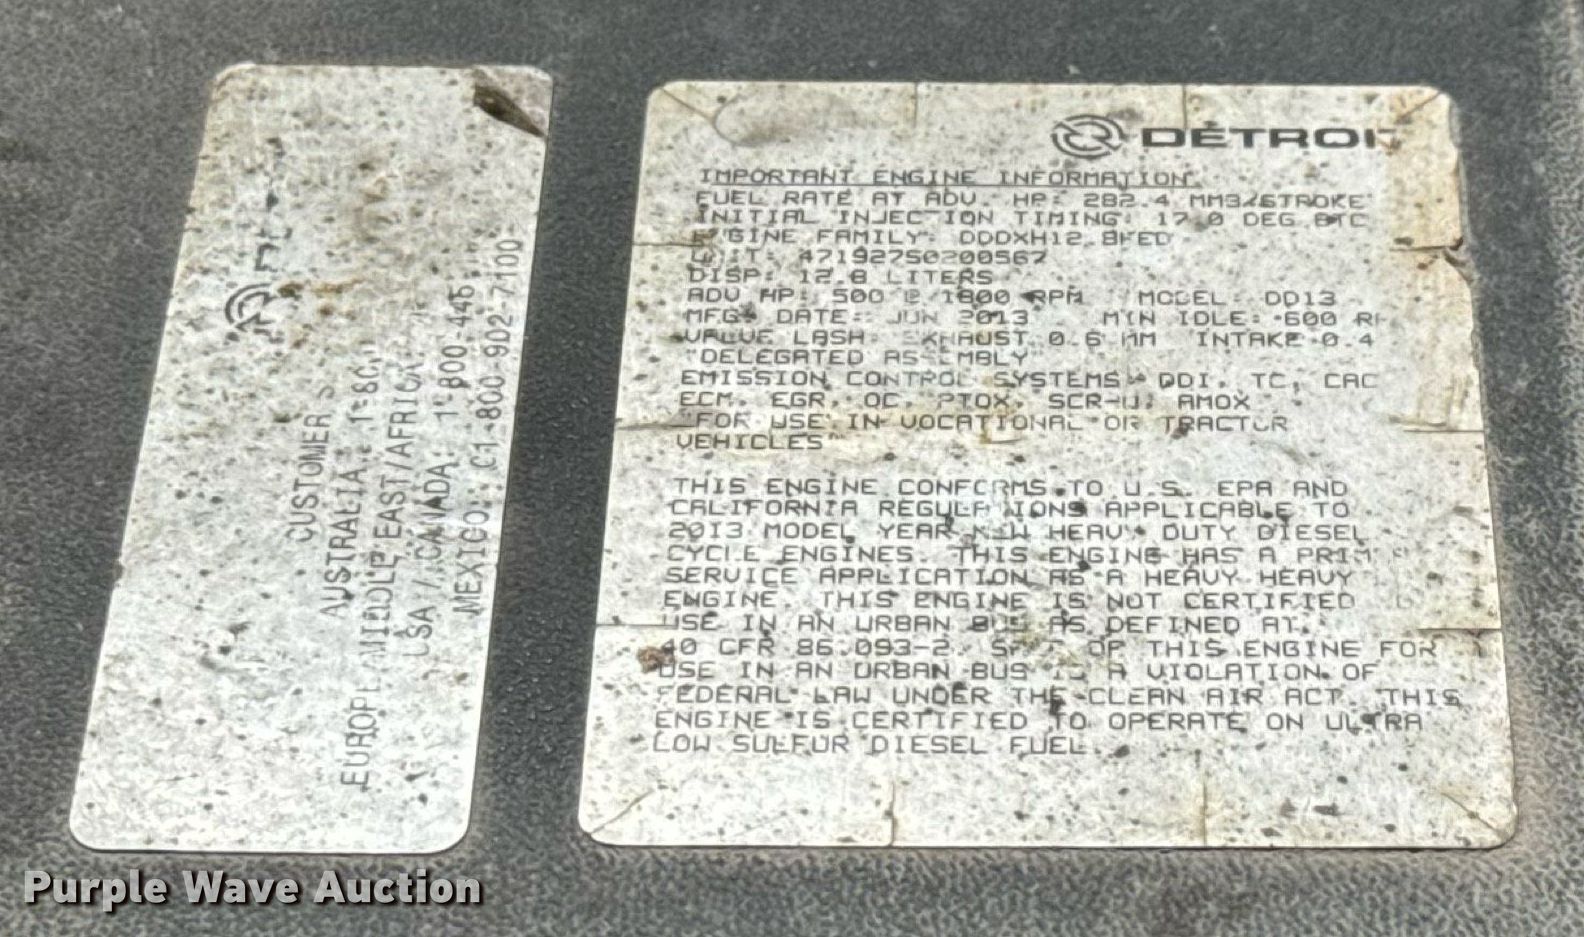 CUSTOMER
AUSTRALIA:
EUROPE/MIDDLE EAST/AFRICA
USA / CANADA: 1 800 445
MEXICO: C1-800-902-7100
DETROI
IMPORTANT ENGINE INFORMATION
FUEL RATE AT ADV. HP: 282.4 MM3/STROKE
INITIAL INJECTION TIMING: 17.0 DEG BTC
ENGINE FAMILY: DDDXH12.8FED
UNIT: 471927S0200567
DISP: 12.8 LITERS
ADV HP: 500 @ 1800 RPM MODEL: DD13
MFG. DATE: JUN 2013 MIN IDLE: 600
VALVE LASH: EXHAUST 0.6 MM INTAKE 0.4
"DELEGATED ASSEMBLY"
EMISSION CONTROL SYSTEMS: DDI, TC, CAC
ECM, EGR, OC, PTOX, SCR-U, AMOX
"FOR USE IN VOCATIONAL OR TRACTOR
VEHICLES"
THIS ENGINE CONFORMS TO U.S. EPA AND
CALIFORNIA REGULATIONS APPLICABLE TO
2013 MODEL YEAR NEW HEAVY DUTY DIESEL
CYCLE ENGINES. THIS ENGINE HAS A PRIM
SERVICE APPLICATION AS A HEAVY HEAVY
ENGINE. THIS ENGINE IS NOT CERTIFIED
USE IN AN URBAN BUS AS DEFINED AT
40 CFR 86.093-2. OF THIS ENGINE FOR
USE IN AN URBAN BUS IS A VIOLATION OF
FEDERAL LAW UNDER THE CLEAN AIR ACT. THIS
ENGINE IS CERTIFIED TO OPERATE ON ULTRA
LOW SULFUR DIESEL FUEL.
Purple Wave Auction